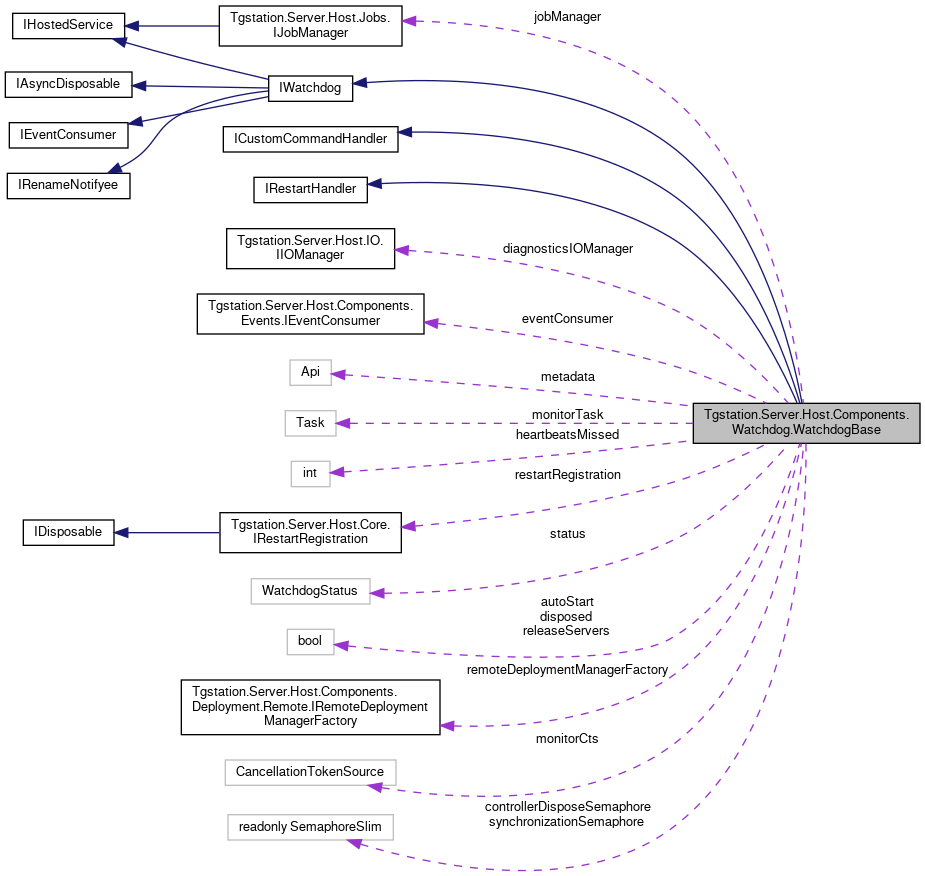 IHostedService
Tgstation.Server.Host.Jobs.
IJobManager
jobManager
IAsyncDisposable
IWatchdog
IEventConsumer
ICustomCommandHandler
IRenameNotifyee
IRestartHandler
Tgstation.Server.Host.IO.
IIOManager
diagnosticsIOManager
Tgstation.Server.Host.Components.
Events.IEventConsumer
eventConsumer
Api
metadata
Tgstation.Server.Host.Components.
Watchdog.WatchdogBase
Task
monitorTask
heartbeatsMissed
int
restartRegistration
IDisposable
Tgstation.Server.Host.Core.
IRestartRegistration
status
WatchdogStatus
autoStart
disposed
releaseServers
bool
remoteDeploymentManagerFactory
Tgstation.Server.Host.Components.
Deployment.Remote.IRemoteDeployment
ManagerFactory
monitorCts
CancellationTokenSource
controllerDisposeSemaphore
synchronizationSemaphore
readonly SemaphoreSlim